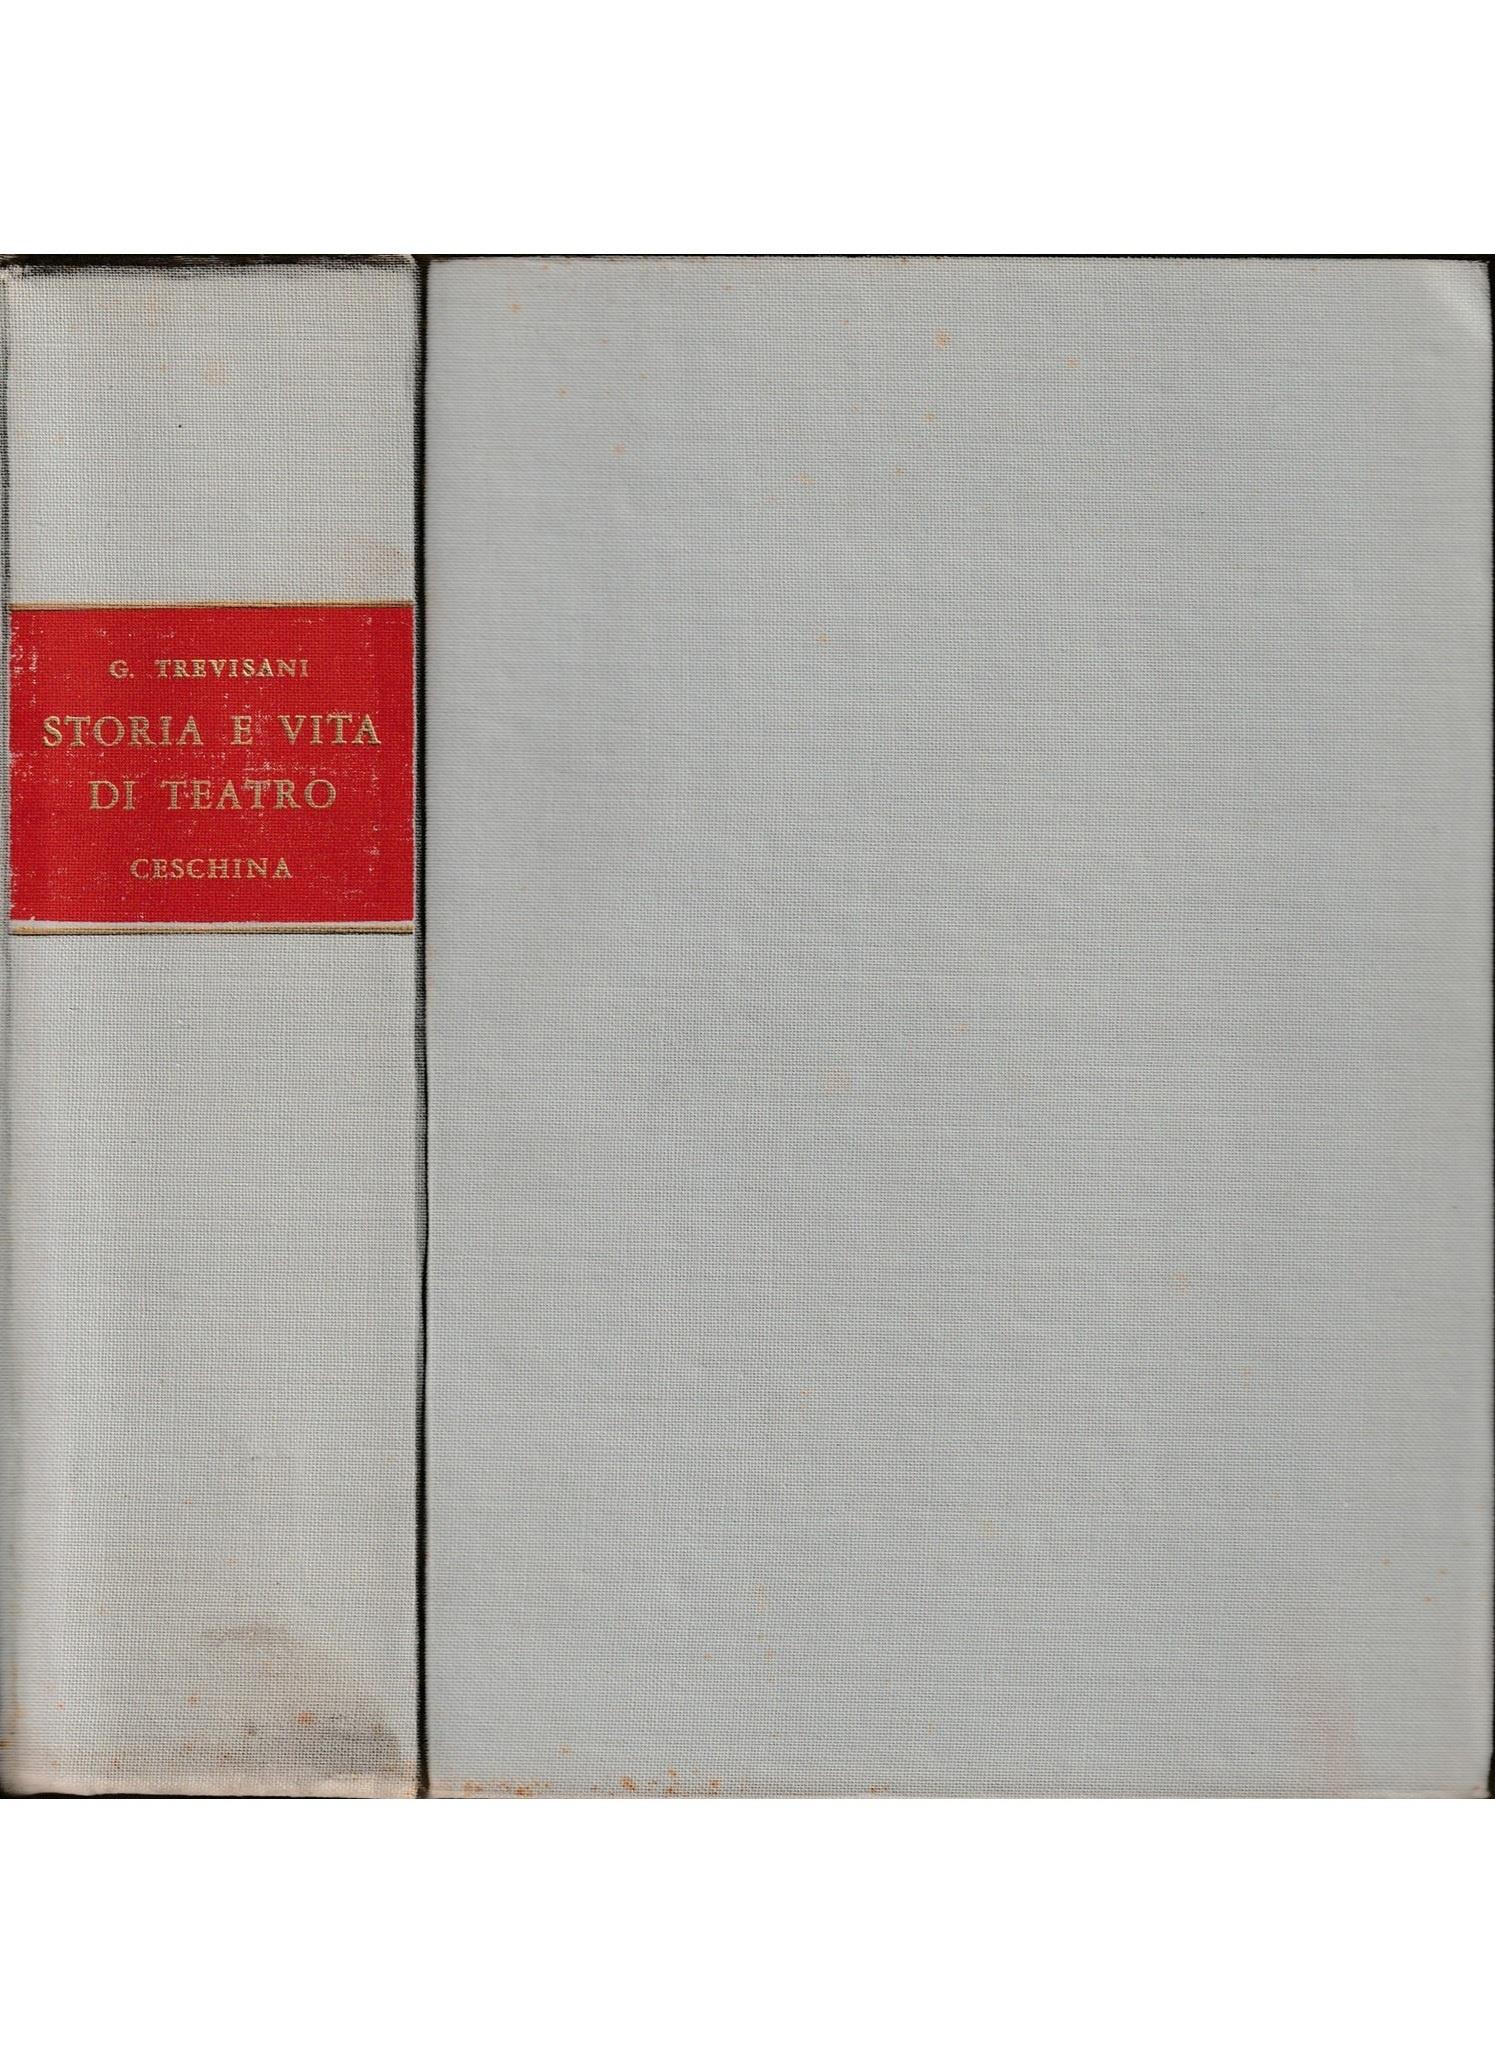 G. TREVISANI
STORIA E VITA
DI TEATRO
CESCHINA